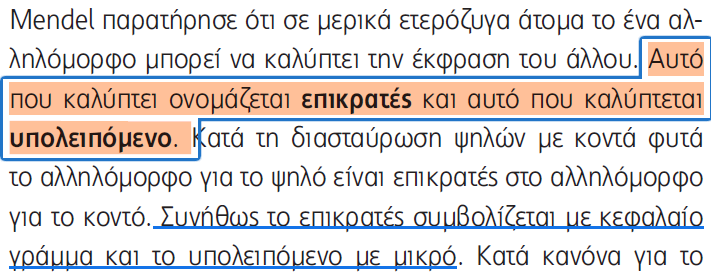 Mendel παρατήρησε ότι σε μερικά ετερόζυγα άτομα το ένα αλ-
ληλόμορφο μπορεί να καλύπτει την έκφραση του άλλου. Αυτό
που καλύπτει ονομάζεται επικρατές και αυτό που καλύπτεται
υπολειπόμενο. Κατά τη διασταύρωση ψηλών με κοντά φυτά
το αλληλόμορφο για το ψηλό είναι επικρατές στο αλληλόμορφο
για το κοντό. Συνήθως το επικρατές συμβολίζεται με κεφαλαίο
γράμμα και το υπολειπόμενο με μικρό. Κατά κανόνα για το